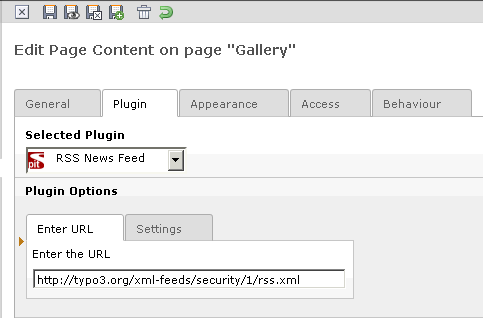 Edit Page Content on page "Gallery"
General Plugin Appearance Access Behaviour
Selected Plugin
pit RSS News Feed
Plugin Options
Enter URL Settings
Enter the URL
http://typo3.org/xml-feeds/security/1/rss.xml